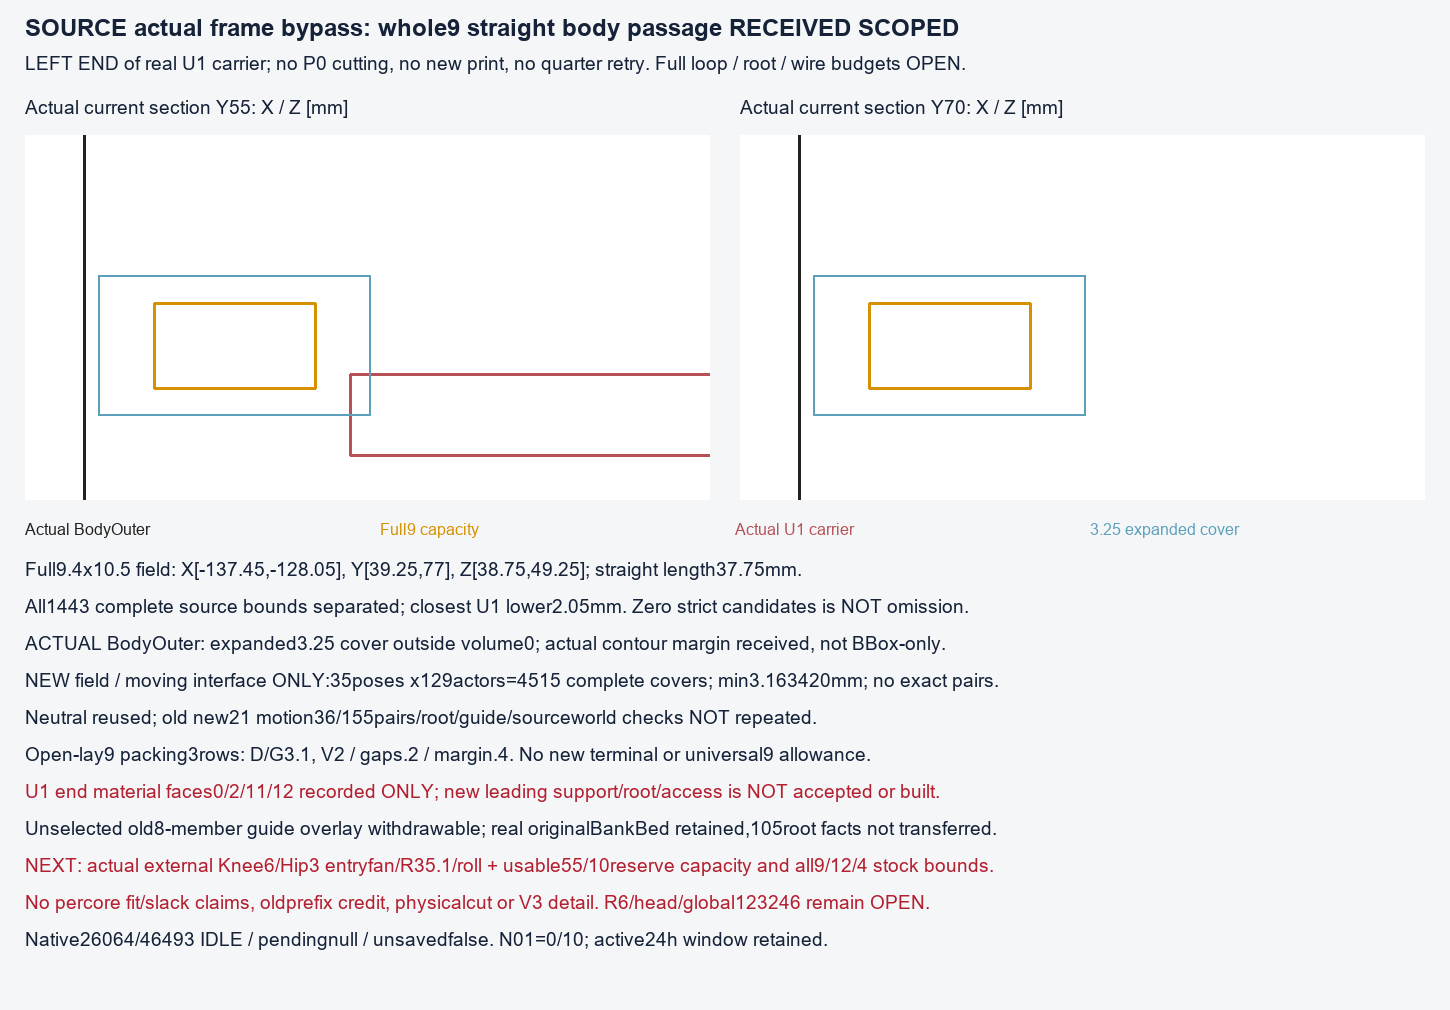 SOURCE actual frame bypass: whole9 straight body passage RECEIVED SCOPED
LEFT END of real U1 carrier; no P0 cutting, no new print, no quarter retry. Full loop / root / wire budgets OPEN.
Actual current section Y55: X / Z [mm]
Actual current section Y70: X / Z [mm]
Actual BodyOuter
Full9 capacity
Actual U1 carrier
3.25 expanded cover
Full9.4x10.5 field: X[-137.45,-128.05], Y[39.25,77], Z[38.75,49.25]; straight length37.75mm.
All1443 complete source bounds separated; closest U1 lower2.05mm. Zero strict candidates is NOT omission.
ACTUAL BodyOuter: expanded3.25 cover outside volume0; actual contour margin received, not BBox-only.
NEW field / moving interface ONLY:35poses x129actors=4515 complete covers; min3.163420mm; no exact pairs.
Neutral reused; old new21 motion36/155pairs/root/guide/sourceworld checks NOT repeated.
Open-lay9 packing3rows: D/G3.1, V2 / gaps.2 / margin.4. No new terminal or universal9 allowance.
U1 end material faces0/2/11/12 recorded ONLY; new leading support/root/access is NOT accepted or built.
Unselected old8-member guide overlay withdrawable; real originalBankBed retained,105root facts not transferred.
NEXT: actual external Knee6/Hip3 entryfan/R35.1/roll + usable55/10reserve capacity and all9/12/4 stock bounds.
No percore fit/slack claims, oldprefix credit, physicalcut or V3 detail. R6/head/global123246 remain OPEN.
Native26064/46493 IDLE / pendingnull / unsavedfalse. N01=0/10; active24h window retained.